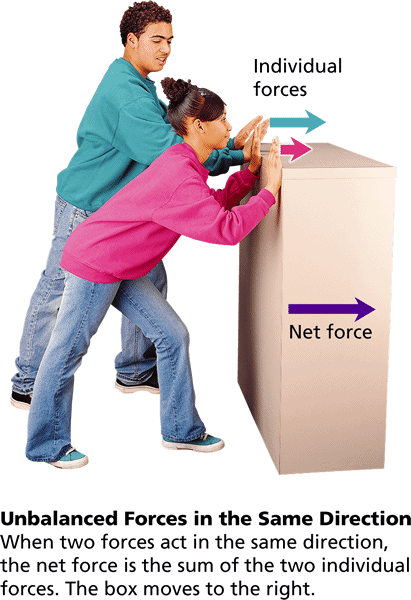 Individual
forces
Net force
Unbalanced Forces in the Same Direction
When two forces act in the same direction,
the net force is the sum of the two individual
forces. The box moves to the right.